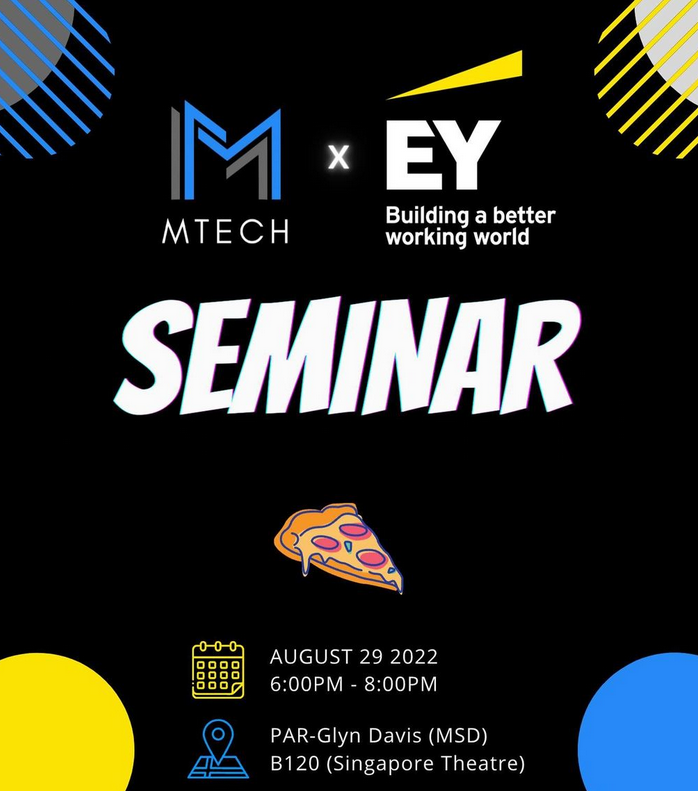 MTECH
x
EY
Building a better
working world
SEMINAR
AUGUST 29 2022
6:00PM - 8:00PM
PAR-Glyn Davis (MSD)
B120 (Singapore Theatre)